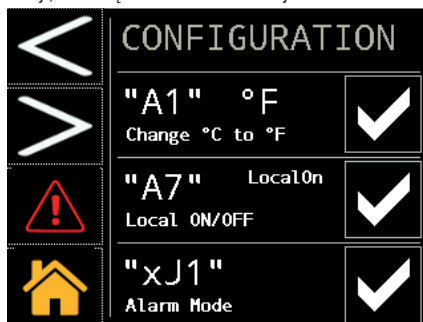 CONFIGURATION
"A1" °F
Change °C to °F
"A7" LocalOn
Local ON/OFF
"xJ1"
Alarm Mode